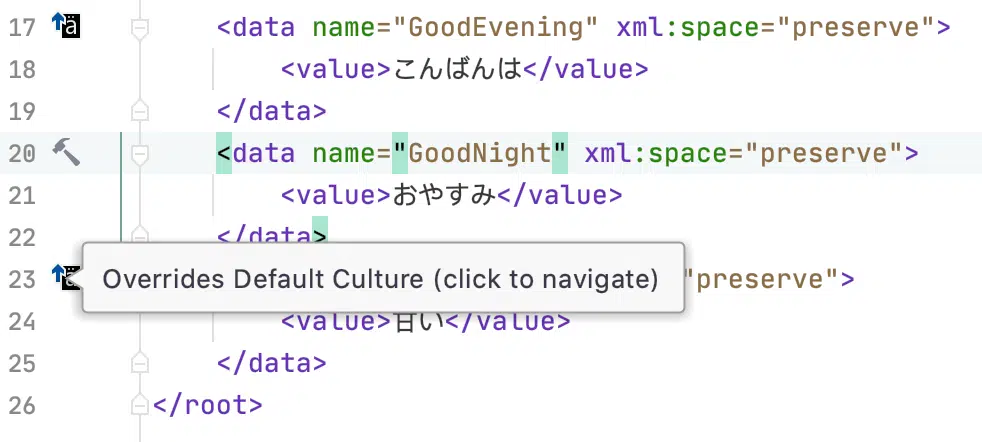 17 ä <data name="GoodEvening" xml:space="preserve">
18 <value>こんばんは</value>
19 </data>
20 <data name="GoodNight" xml:space="preserve">
21 <value>おやすみ</value>
22 </data>
23 ä Overrides Default Culture (click to navigate) "preserve">
24 <value>甘い</value>
25 </data>
26 </root>